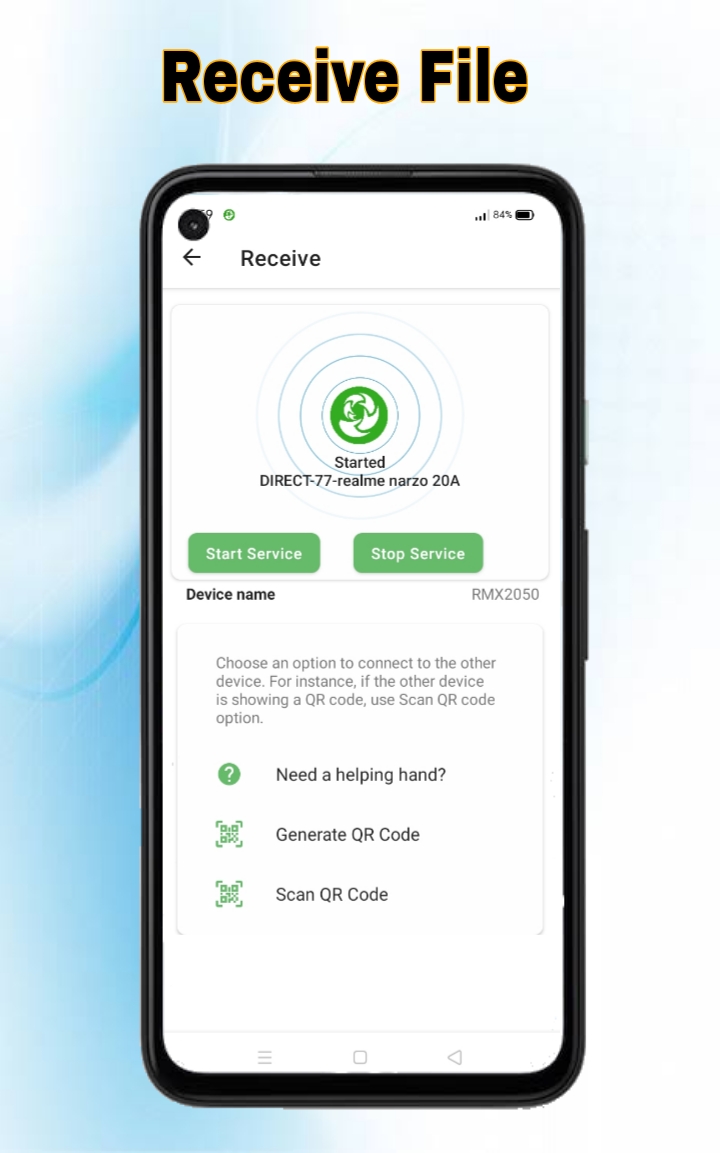 Receive File
84%
Receive
Started
DIRECT-77-realme narzo 20A
Start Service
Stop Service
Device name
RMX2050
Choose an option to connect to the other
device. For instance, if the other device
is showing a QR code, use Scan QR code
option.
Need a helping hand?
Generate QR Code
Scan QR Code